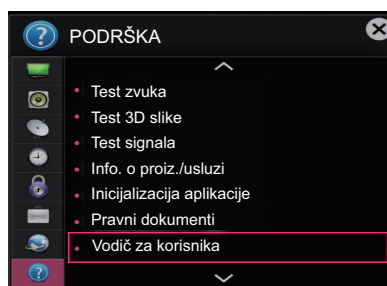 PODRŠKA
Test zvuka
Test 3D slike
Test signala
Info. o proiz./usluzi
Inicijalizacija aplikacije
Pravni dokumenti
Vodič za korisnika